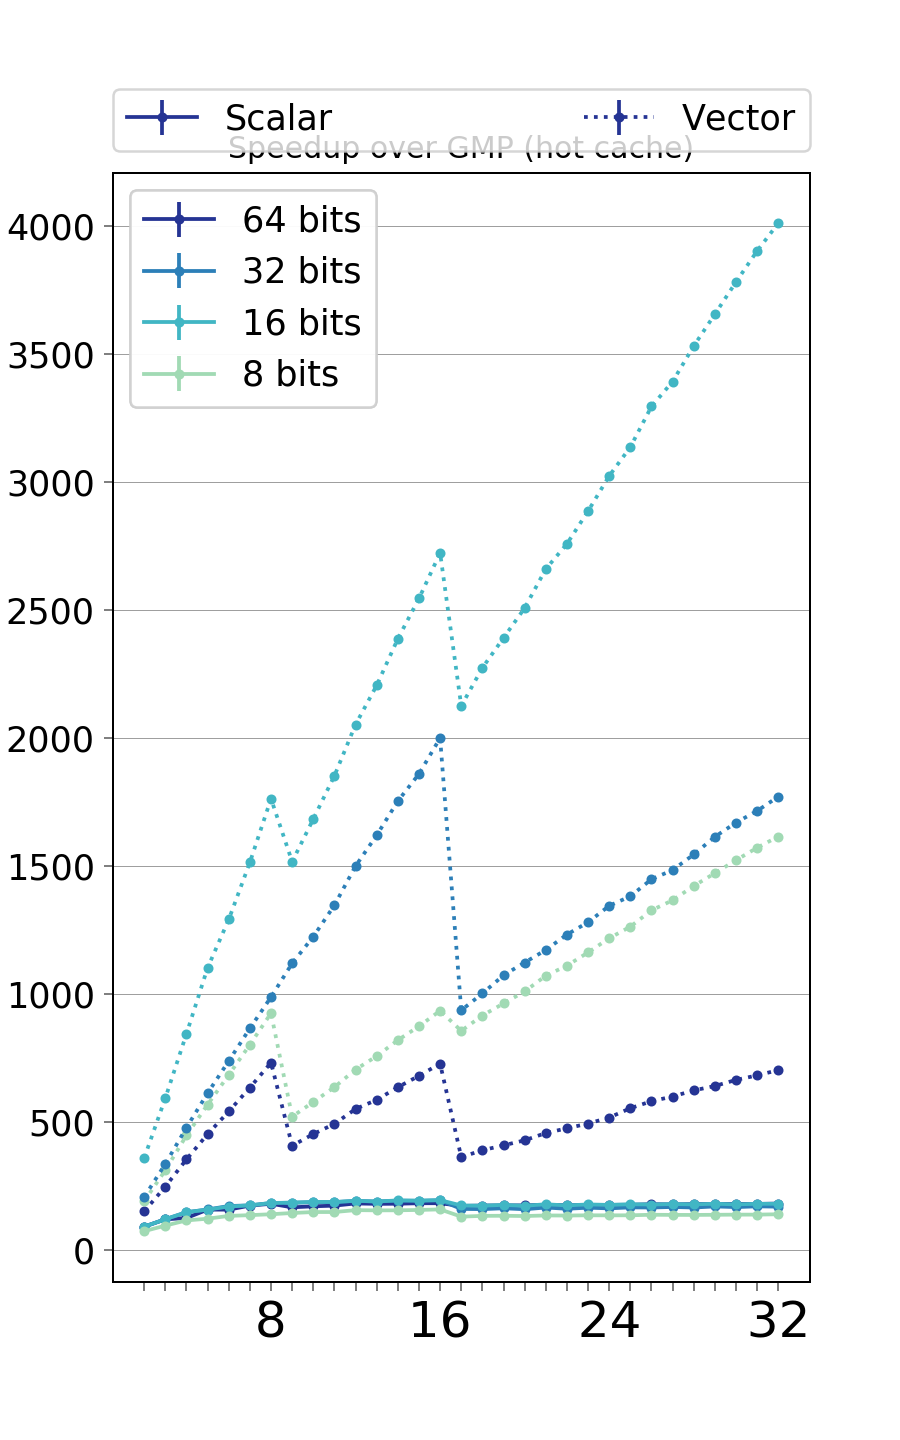 Scalar Vector
Speedup over GMP (hot cache)
64 bits
32 bits
16 bits
8 bits
4000
3500
3000
2500
2000
1500
1000
500
0
8 16 24 32